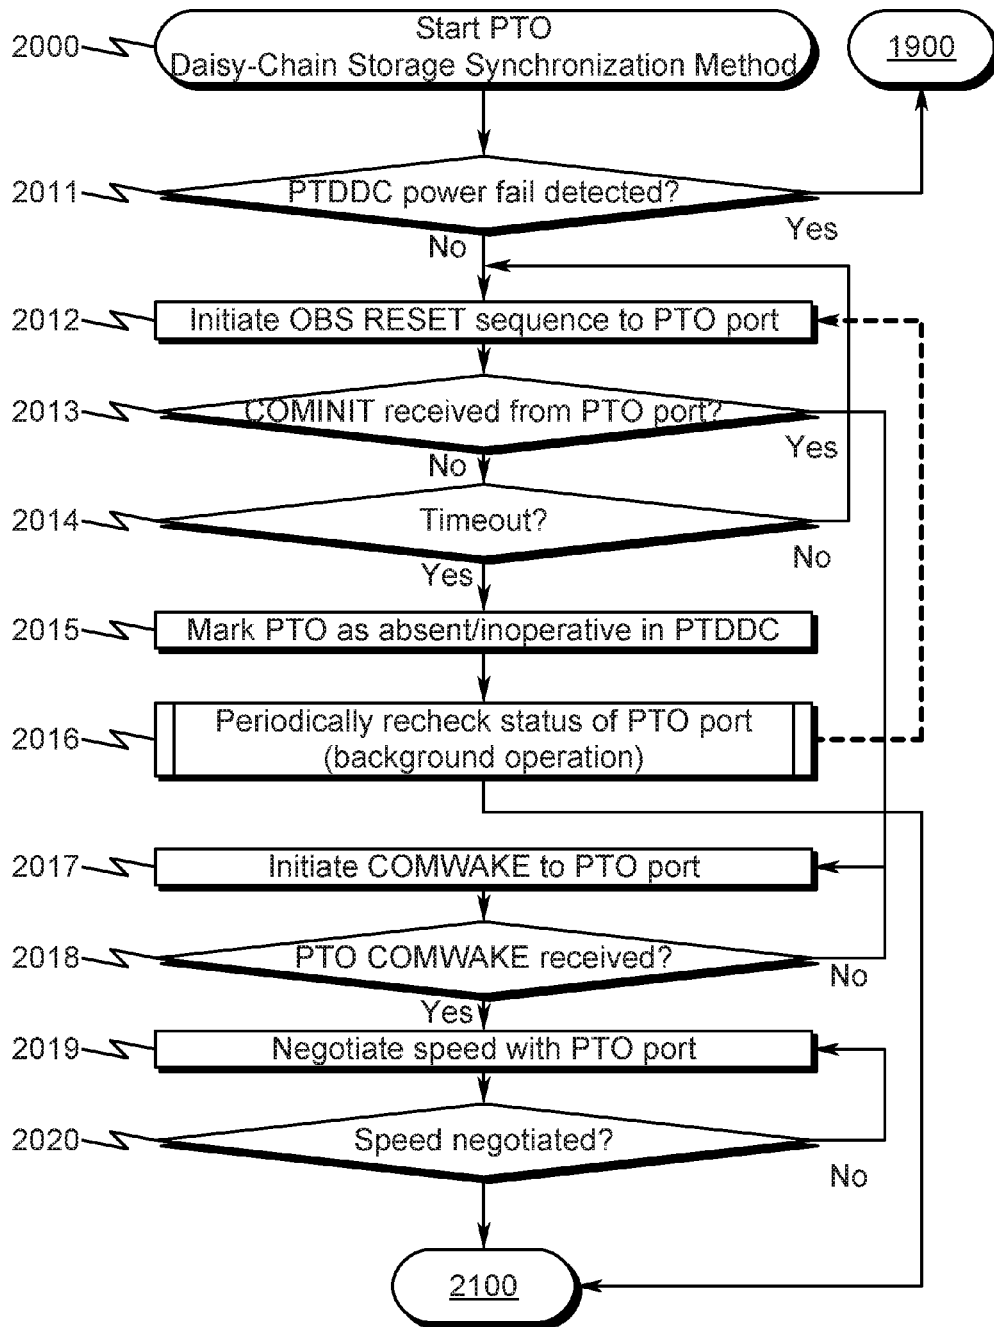 2000
Start PTO
Daisy-Chain Storage Synchronization Method
1900
2011
PTDDC power fail detected?
Yes
No
2012
Initiate OBS RESET sequence to PTO port
2013
COMINIT received from PTO port?
Yes
No
2014
Timeout?
No
Yes
2015
Mark PTO as absent/inoperative in PTDDC
2016
Periodically recheck status of PTO port
(background operation)
2017
Initiate COMWAKE to PTO port
2018
PTO COMWAKE received?
No
Yes
2019
Negotiate speed with PTO port
2020
Speed negotiated?
No
2100